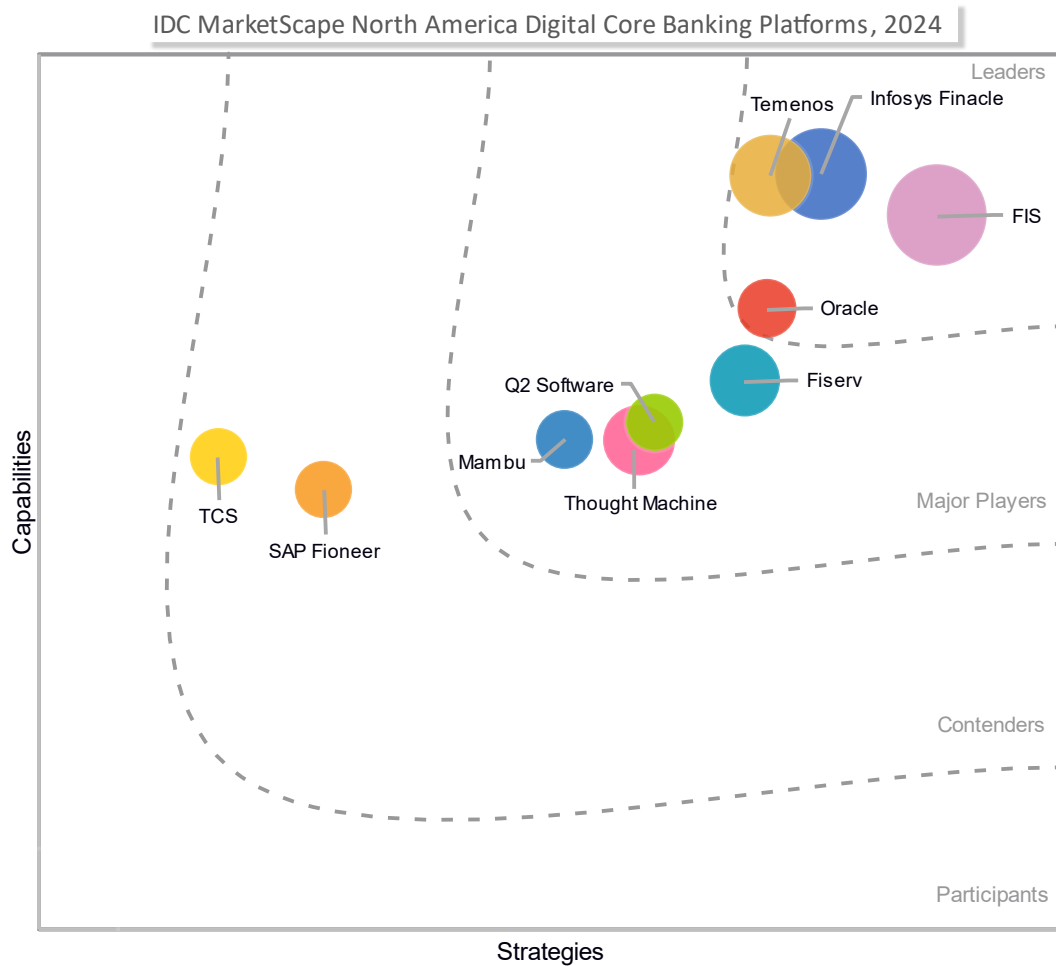 IDC MarketScape North America Digital Core Banking Platforms, 2024
Leaders
Temenos
Infosys Finacle
FIS
Oracle
Fiserv
Q2 Software
Mambu
Thought Machine
TCS
SAP Fioneer
Major Players
Contenders
Participants
Capabilities
Strategies